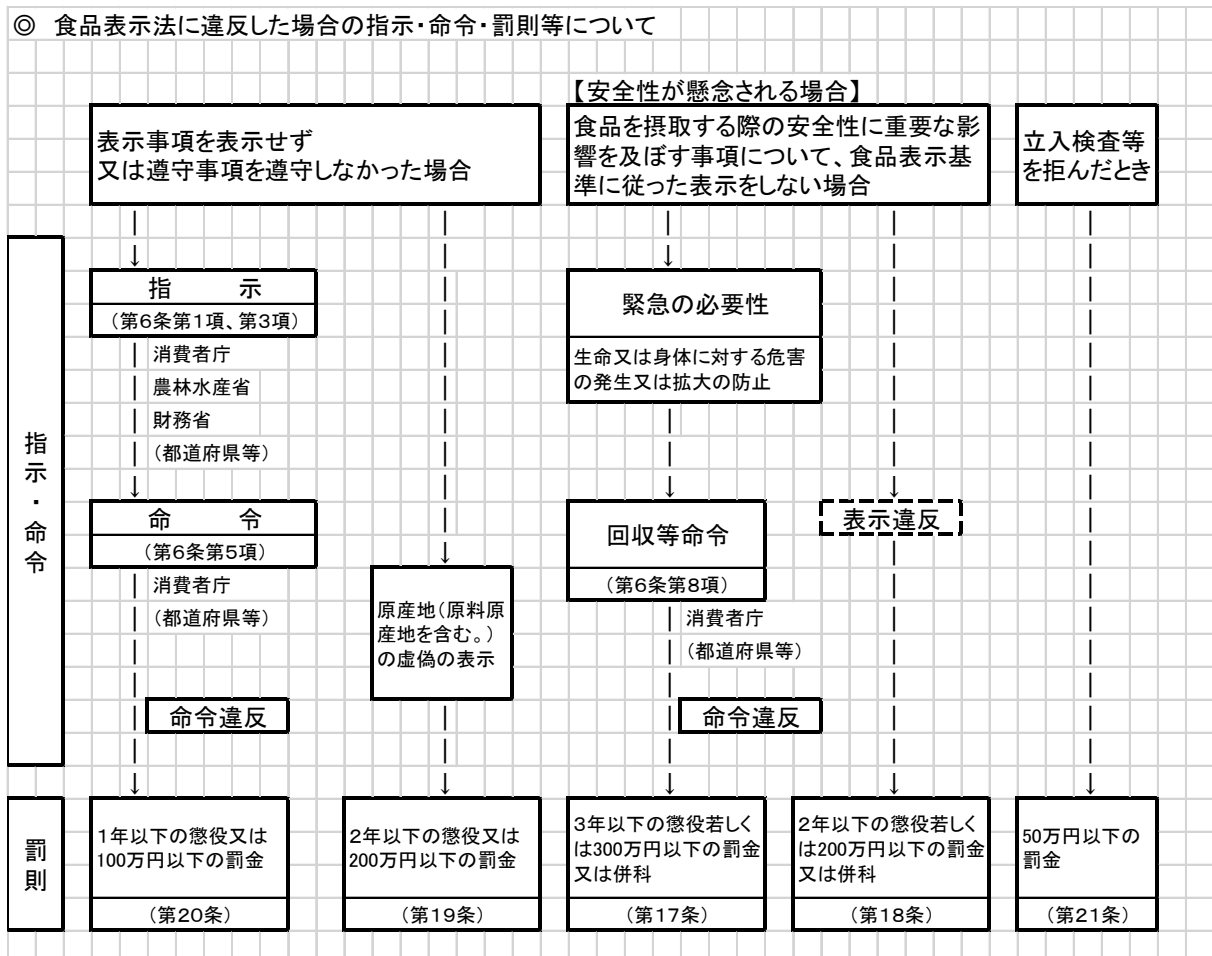 ◎ 食品表示法に違反した場合の指示・命令・罰則等について
表示事項を表示せず
又は遵守事項を遵守しなかった場合
【安全性が懸念される場合】
食品を摂取する際の安全性に重要な影
響を及ぼす事項について、食品表示基
準に従った表示をしない場合
立入検査等
を拒んだとき
指示・命令
指 示
(第6条第1項、第3項)
消費者庁
農林水産省
財務省
(都道府県等)
命 令
(第6条第5項)
消費者庁
(都道府県等)
命令違反
原産地(原料原
産地を含む。)
の虚偽の表示
緊急の必要性
生命又は身体に対する危害
の発生又は拡大の防止
回収等命令
(第6条第8項)
消費者庁
(都道府県等)
命令違反
表示違反
罰則
1年以下の懲役又は
100万円以下の罰金
(第20条)
2年以下の懲役又は
200万円以下の罰金
(第19条)
3年以下の懲役若しく
は300万円以下の罰金
又は併科
(第17条)
2年以下の懲役若しく
は200万円以下の罰金
又は併科
(第18条)
50万円以下の
罰金
(第21条)